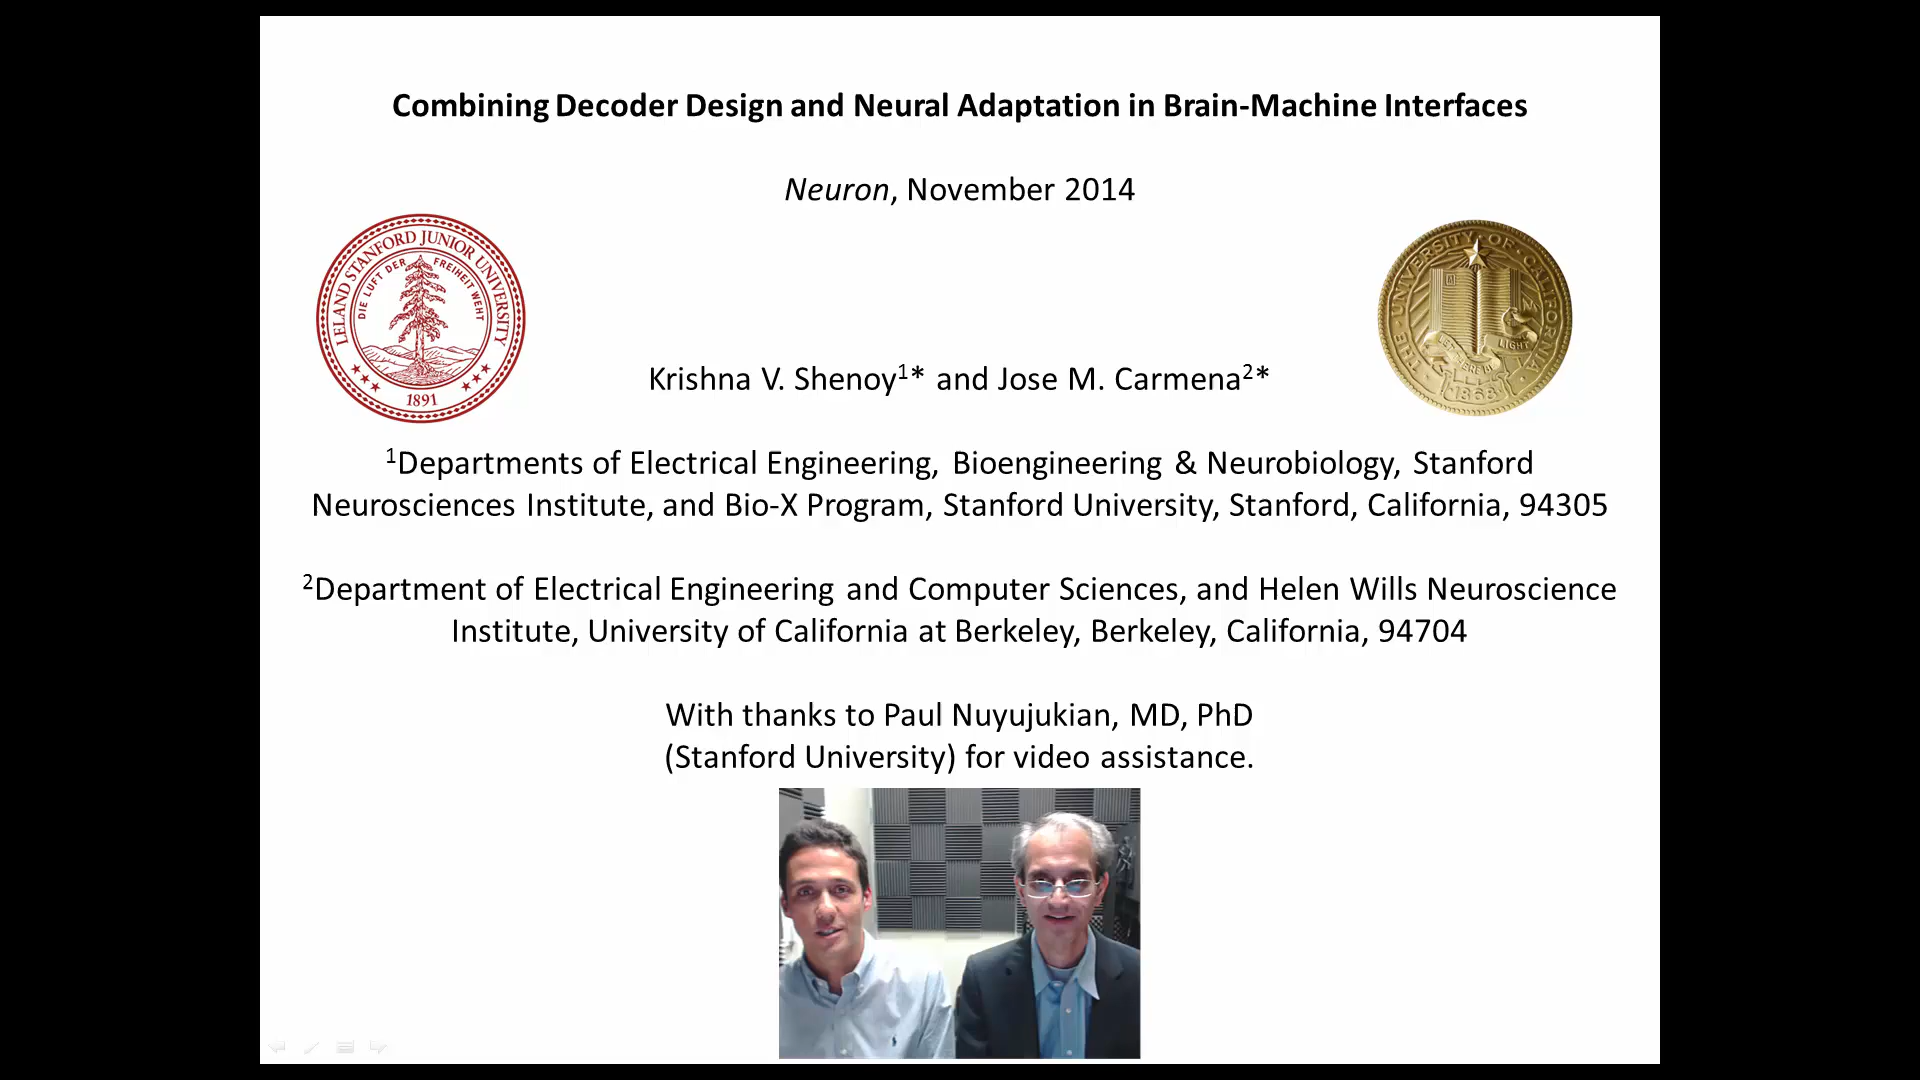 Combining Decoder Design and Neural Adaptation in Brain-Machine Interfaces
Neuron, November 2014
LELAND STANFORD JUNIOR UNIVERSITY
DIE LUFT DER FREIHEIT WEHT
1891
THE UNIVERSITY OF CALIFORNIA
LET THERE BE LIGHT
1868
Krishna V. Shenoy1* and Jose M. Carmena2*
1Departments of Electrical Engineering, Bioengineering & Neurobiology, Stanford
Neurosciences Institute, and Bio-X Program, Stanford University, Stanford, California, 94305
2Department of Electrical Engineering and Computer Sciences, and Helen Wills Neuroscience
Institute, University of California at Berkeley, Berkeley, California, 94704
With thanks to Paul Nuyujukian, MD, PhD
(Stanford University) for video assistance.